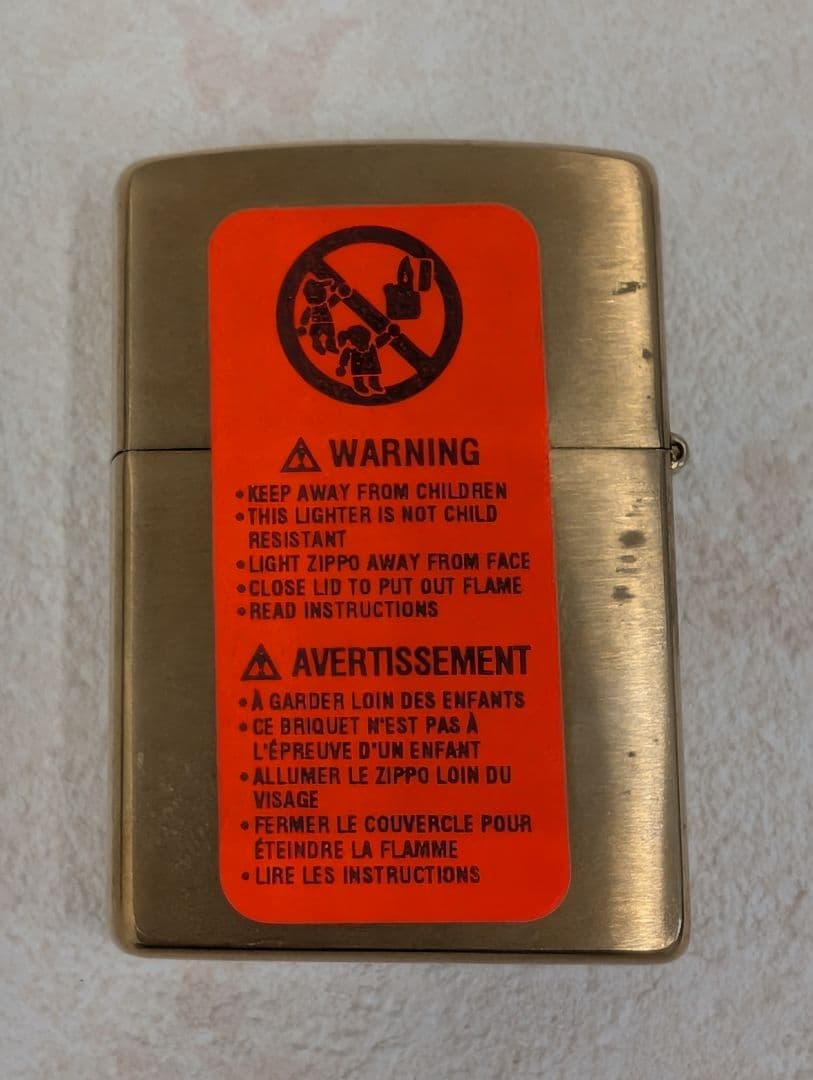 WARNING
•KEEP AWAY FROM CHILDREN
•THIS LIGHTER IS NOT CHILD
RESISTANT
•LIGHT ZIPPO AWAY FROM FACE
•CLOSE LID TO PUT OUT FLAME
•READ INSTRUCTIONS
AVERTISSEMENT
•À GARDER LOIN DES ENFANTS
•CE BRIQUET N'EST PAS À
L'ÉPREUVE D'UN ENFANT
•ALLUMER LE ZIPPO LOIN DU
VISAGE
•FERMER LE COUVERCLE POUR
ÉTEINDRE LA FLAMME
•LIRE LES INSTRUCTIONS